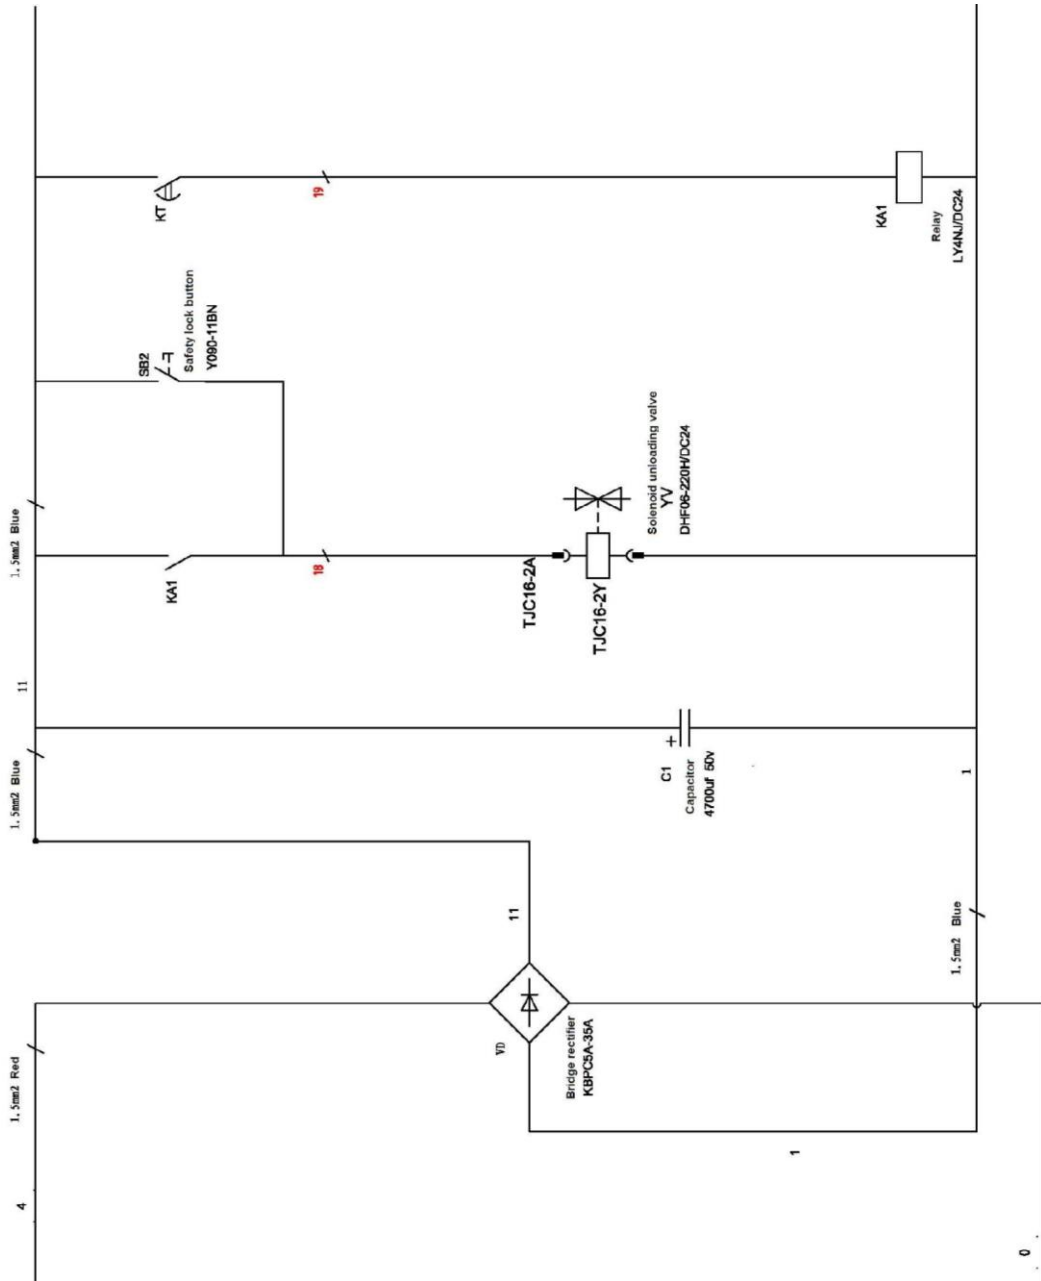 4
1.5mm2 Red
VD
Bridge rectifier
KBPC5A-35A
11
1
0
1.5mm2 Blue
11
1.5mm2 Blue
C1
+
Capacitor
4700uf 50v
1.5mm2 Blue
1
KA1
18
TJC16-2A
TJC16-2Y
Solenoid unloading valve
YV
DHF06-220H/DC24
SB2
Safety lock button
Y090-11BN
KT
19
KA1
Relay
LY4NJ/DC24